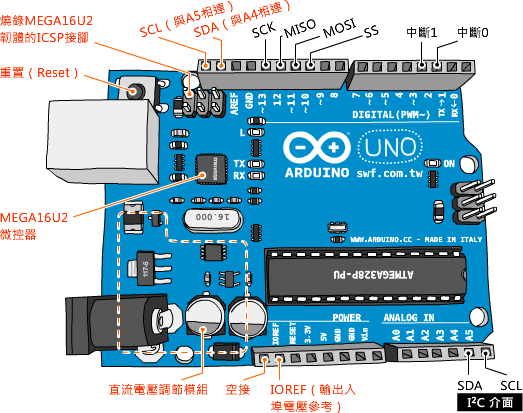 燒錄MEGA16U2
韌體的ICSP接腳
SCL（與A5相連）
SDA（與A4相連）
SCK
MISO
MOSI
SS
中斷1
中斷0
重置（Reset）
AREF
GND
~13
12
~11
~10
~9
8
7
~6
~5
4
~3
2
TX→1
RX←0
DIGITAL(PWM~)
L
TX
RX
ARDUINO
UNO
swf.com.tw
ON
MEGA16U2
微控器
MEGA16U2
16.000
WWW.ARDUINO.CC - MADE IN ITALY
117-5
ATMEGA328P-PU
POWER
ANALOG IN
IOREF
RESET
3.3V
5V
GND
GND
Vin
A0
A1
A2
A3
A4
A5
直流電壓調節模組
空接
IOREF（輸出入
埠電壓參考）
SDA
SCL
I²C 介面